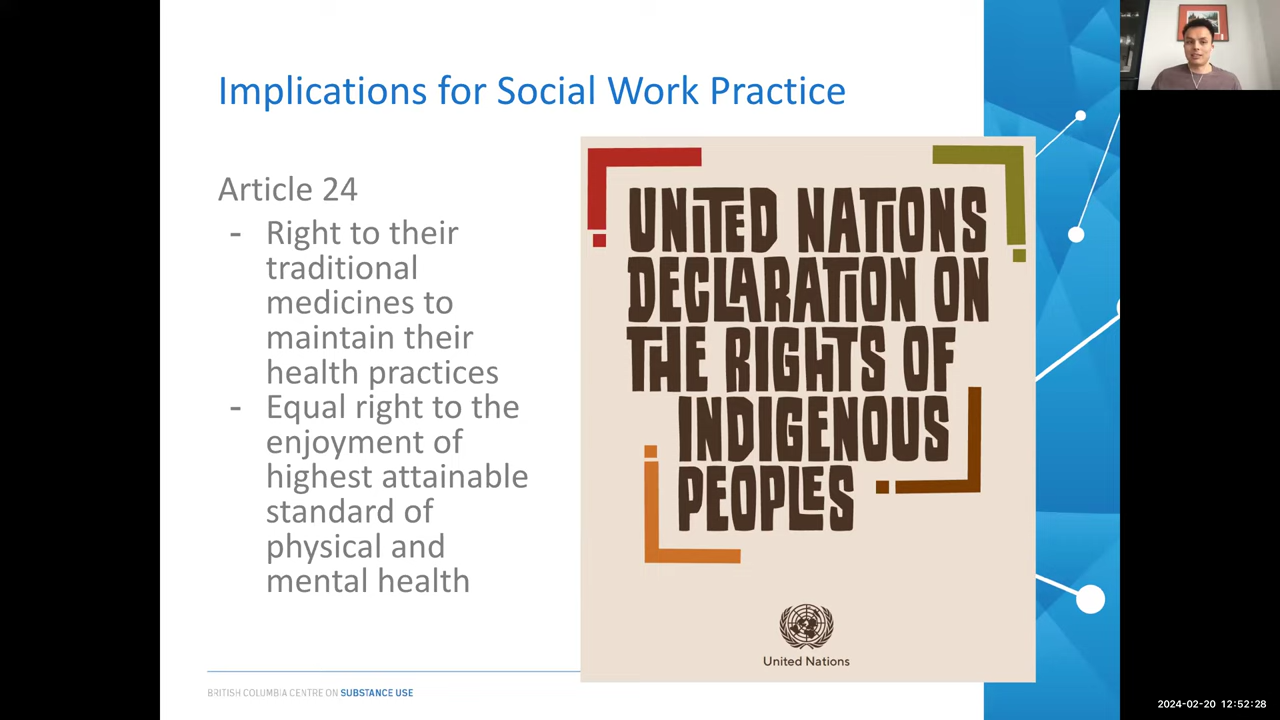 Implications for Social Work Practice
Article 24
- Right to their
traditional
medicines to
maintain their
health practices
- Equal right to the
enjoyment of
highest attainable
standard of
physical and
mental health
UNITED NATIONS
DECLARATION ON
THE RIGHTS OF
INDIGENOUS
PEOPLES
United Nations
BRITISH COLUMBIA CENTRE ON SUBSTANCE USE
2024-02-20 12:52:28